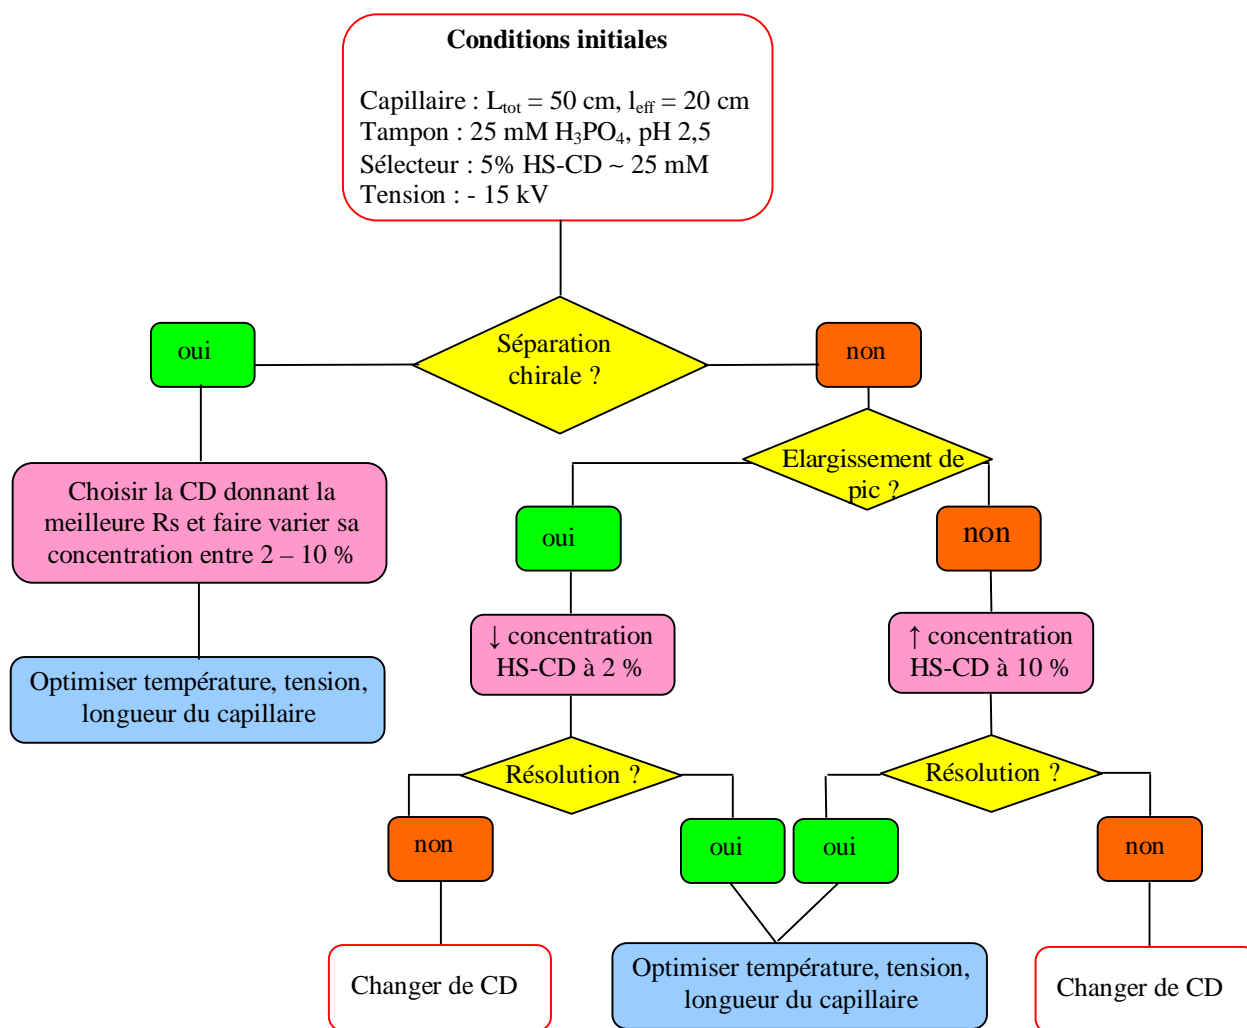 Conditions initiales
Capillaire : Ltot = 50 cm, leff = 20 cm
Tampon : 25 mM H3PO4, pH 2,5
Sélecteur : 5% HS-CD ~ 25 mM
Tension : - 15 kV
oui
Séparation
chirale ?
non
Choisir la CD donnant la
meilleure Rs et faire varier sa
concentration entre 2 – 10 %
Elargissement de
pic ?
oui
non
Optimiser température, tension,
longueur du capillaire
↓ concentration
HS-CD à 2 %
↑ concentration
HS-CD à 10 %
Résolution ?
Résolution ?
non
oui
oui
non
Changer de CD
Optimiser température, tension,
longueur du capillaire
Changer de CD